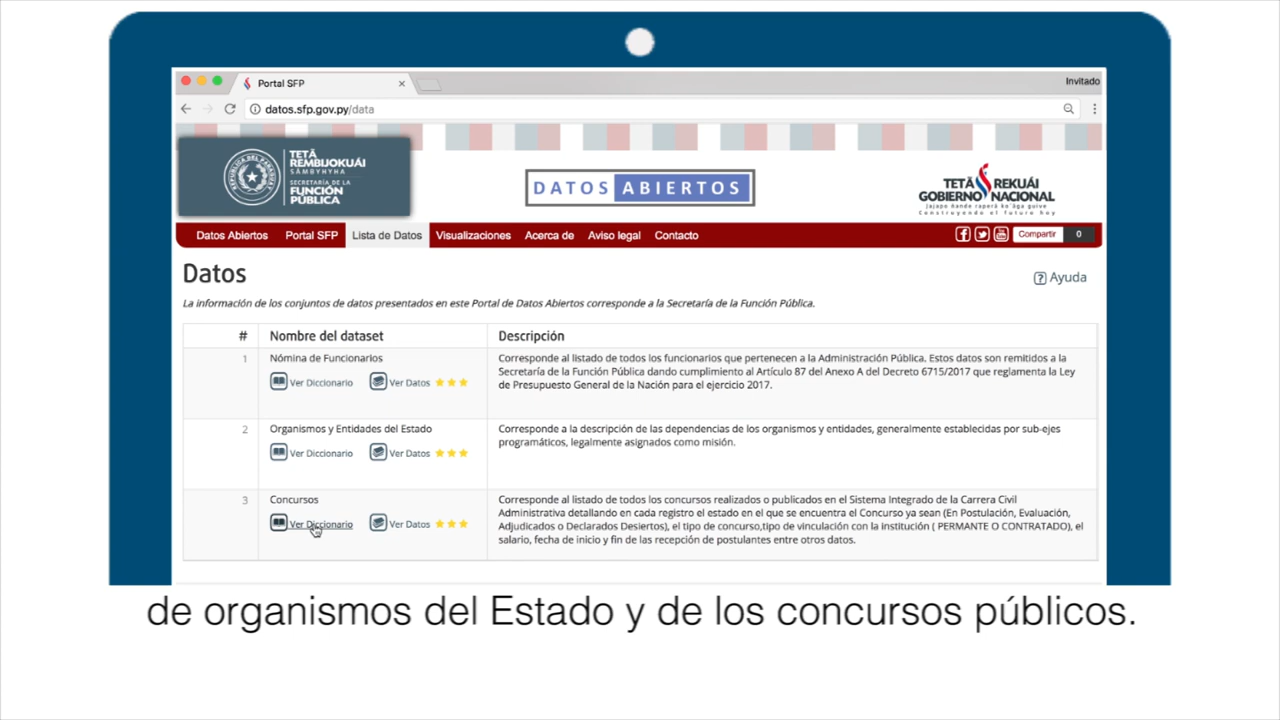 Portal SFP
Invitado
datos.sfp.gov.py/data
TETÃ
REMBIJOKUÁI
SÃMBYHYHA
SECRETARÍA DE LA
FUNCIÓN
PÚBLICA
DATOS ABIERTOS
TETÃ REKUÁI
GOBIERNO NACIONAL
Jajapo ñande raperã ko'ãga guive
Construyendo el futuro hoy
Datos Abiertos Portal SFP Lista de Datos Visualizaciones Acerca de Aviso legal Contacto Compartir 0
Datos
? Ayuda
La información de los conjuntos de datos presentados en este Portal de Datos Abiertos corresponde a la Secretaría de la Función Pública.
# Nombre del dataset Descripción
1 Nómina de Funcionarios
Ver Diccionario Ver Datos
Corresponde al listado de todos los funcionarios que pertenecen a la Administración Pública. Estos datos son remitidos a la
Secretaría de la Función Pública dando cumplimiento al Artículo 87 del Anexo A del Decreto 6715/2017 que reglamenta la Ley
de Presupuesto General de la Nación para el ejercicio 2017.
2 Organismos y Entidades del Estado
Ver Diccionario Ver Datos
Corresponde a la descripción de las dependencias de los organismos y entidades, generalmente establecidas por sub-ejes
programáticos, legalmente asignados como misión.
3 Concursos
Ver Diccionario Ver Datos
Corresponde al listado de todos los concursos realizados o publicados en el Sistema Integrado de la Carrera Civil
Administrativa detallando en cada registro el estado en el que se encuentra el Concurso ya sean (En Postulación, Evaluación,
Adjudicados o Declarados Desiertos), el tipo de concurso,tipo de vinculación con la institución ( PERMANTE O CONTRATADO), el
salario, fecha de inicio y fin de las recepción de postulantes entre otros datos.
de organismos del Estado y de los concursos públicos.